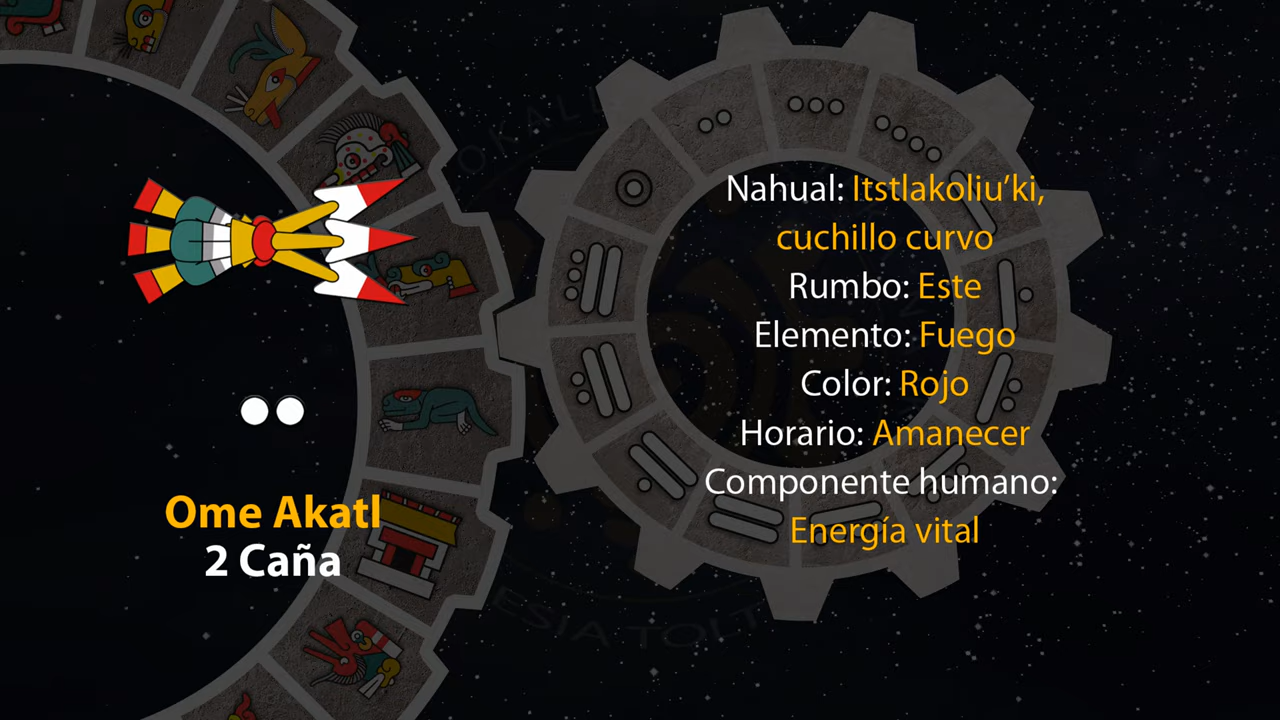 Nahual: Itstlakoliu’ki,
cuchillo curvo
Rumbo: Este
Elemento: Fuego
Color: Rojo
Horario: Amanecer
Componente humano:
Energía vital
Ome Akatl
2 Caña